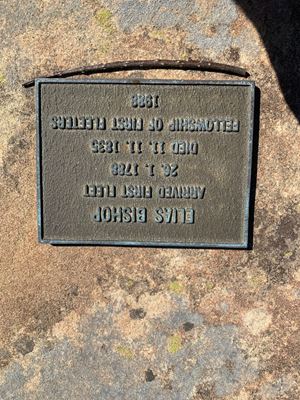 ELIAS BISHOP
ARRIVED FIRST FLEET
26. 1. 1788
DIED 11. 11. 1835
FELLOWSHIP OF FIRST FLEETERS
1988